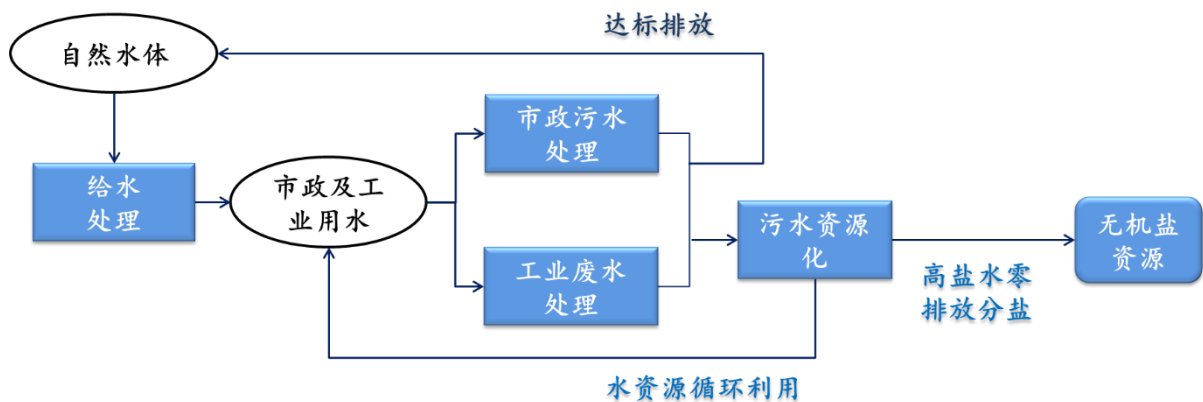 达标排放
自然水体
市政污水
处理
给水
处理
市政及工
业用水
污水资源
化
无机盐
资源
工业废水
处理
高盐水零
排放分盐
水资源循环利用